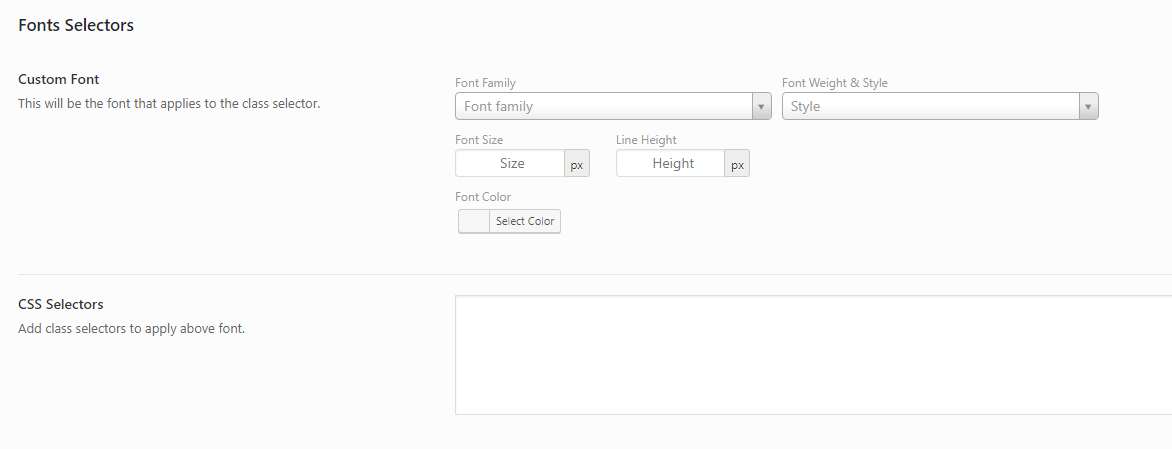 Fonts Selectors
Custom Font
This will be the font that applies to the class selector.
Font Family
Font family
Font Weight & Style
Style
Font Size
Size px
Line Height
Height px
Font Color
Select Color
CSS Selectors
Add class selectors to apply above font.